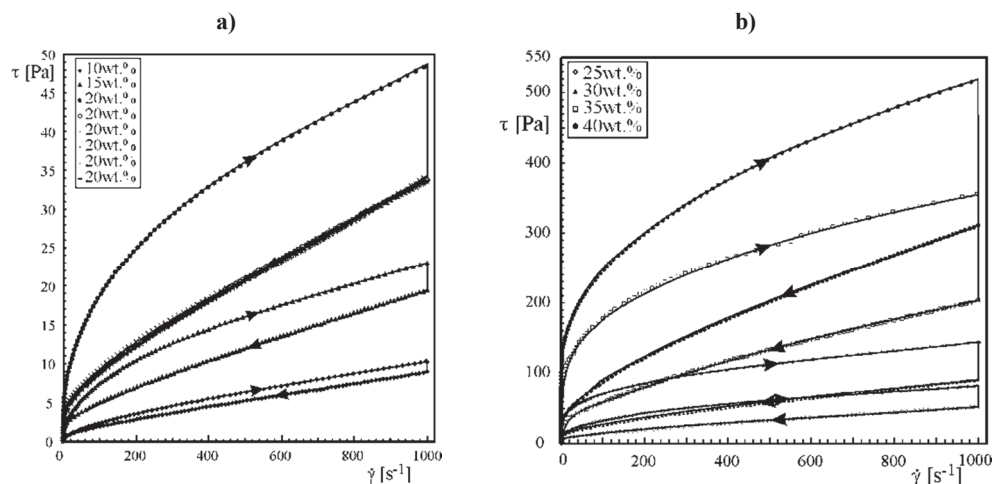 a)
50
45
40
35
30
25
20
15
10
5
0
τ [Pa]
10wt.%
15wt.%
20wt.%
20wt.%
20wt.%
20wt.%
20wt.%
20wt.%
0 200 400 600 800 1000
γ̇ [s⁻¹]
b)
550
500
400
300
200
100
0
τ [Pa]
25wt.%
30wt.%
35wt.%
40wt.%
0 200 400 600 800 1000
γ̇ [s⁻¹]